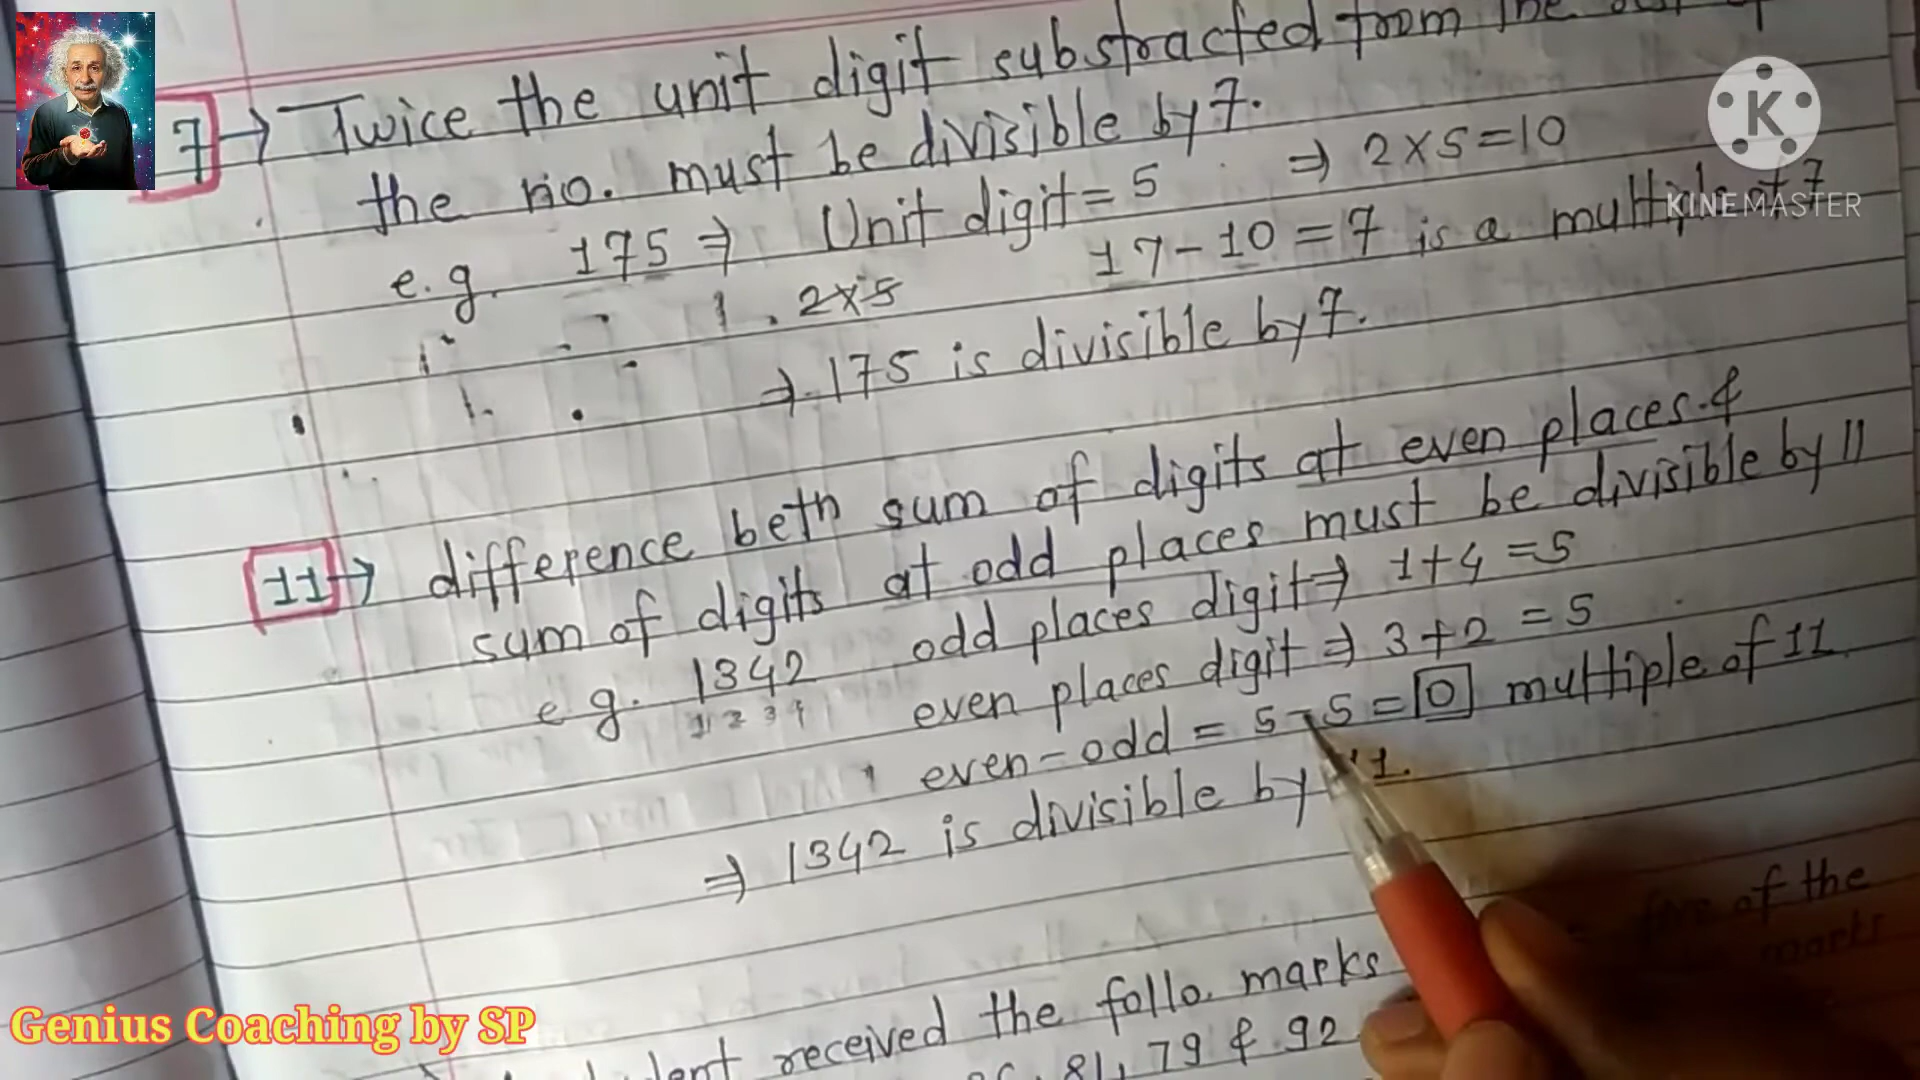 7 → Twice the unit digit substracted from the
the no. must be divisible by 7.
e.g. 175 ⇒ Unit digit = 5 ⇒ 2×5=10
2×5 17-10 = 7 is a multiple of 7
⇒ 175 is divisible by 7.
11 → difference betn sum of digits at even places &
sum of digits at odd places must be divisible by 11
e g. 1342 odd places digit ⇒ 1+4 = 5
1 2 3 4 even places digit ⇒ 3+2 = 5
even-odd = 5-5 = 0 multiple of 11
⇒ 1342 is divisible by 11.
of the
received the follo. marks
81, 79 & 92
KINEMASTER
Genius Coaching by SP